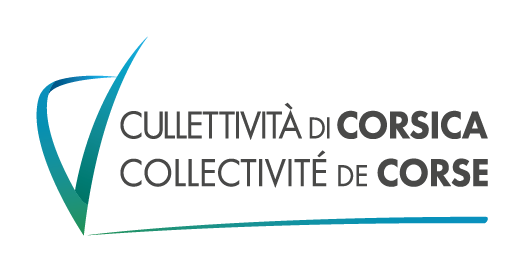 CULLETTIVITÀ DI CORSICA
COLLECTIVITÉ DE CORSE